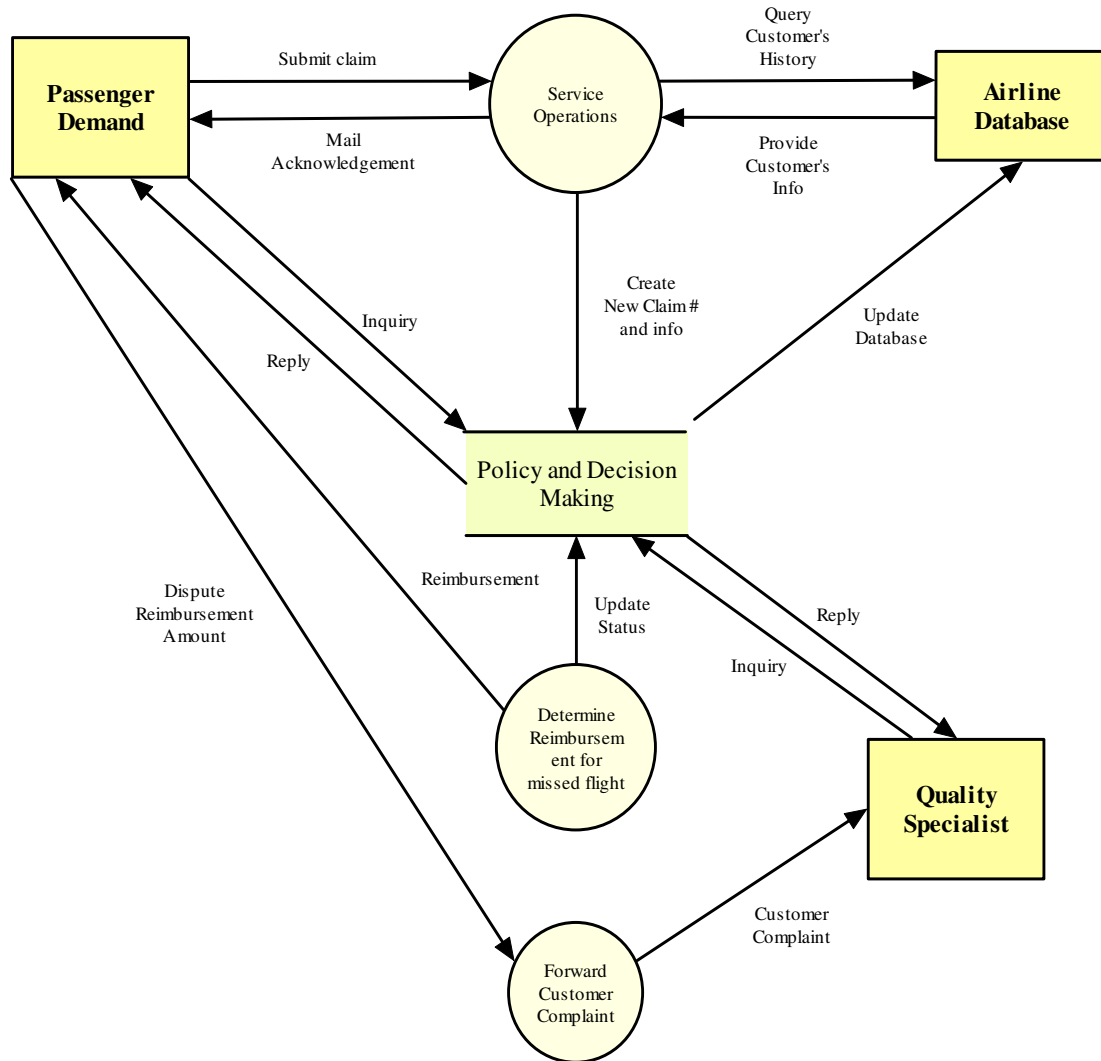 Query
Customer's
History
Submit claim
Passenger
Demand
Service
Operations
Airline
Database
Mail
Acknowledgement
Provide
Customer's
Info
Create
New Claim #
and info
Inquiry
Reply
Update
Database
Policy and Decision
Making
Reimbursement
Dispute
Reimbursement
Amount
Update
Status
Reply
Inquiry
Determine
Reimbursem
ent for
missed flight
Quality
Specialist
Customer
Complaint
Forward
Customer
Complaint